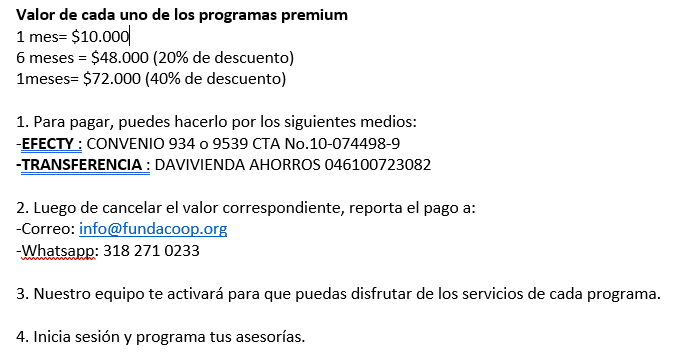 Valor de cada uno de los programas premium
1 mes= $10.000
6 meses = $48.000 (20% de descuento)
1meses= $72.000 (40% de descuento)
1. Para pagar, puedes hacerlo por los siguientes medios:
-EFECTY : CONVENIO 934 o 9539 CTA No.10-074498-9
-TRANSFERENCIA : DAVIVIENDA AHORROS 046100723082
2. Luego de cancelar el valor correspondiente, reporta el pago a:
-Correo: info@fundacoop.org
-Whatsapp: 318 271 0233
3. Nuestro equipo te activará para que puedas disfrutar de los servicios de cada programa.
4. Inicia sesión y programa tus asesorías.